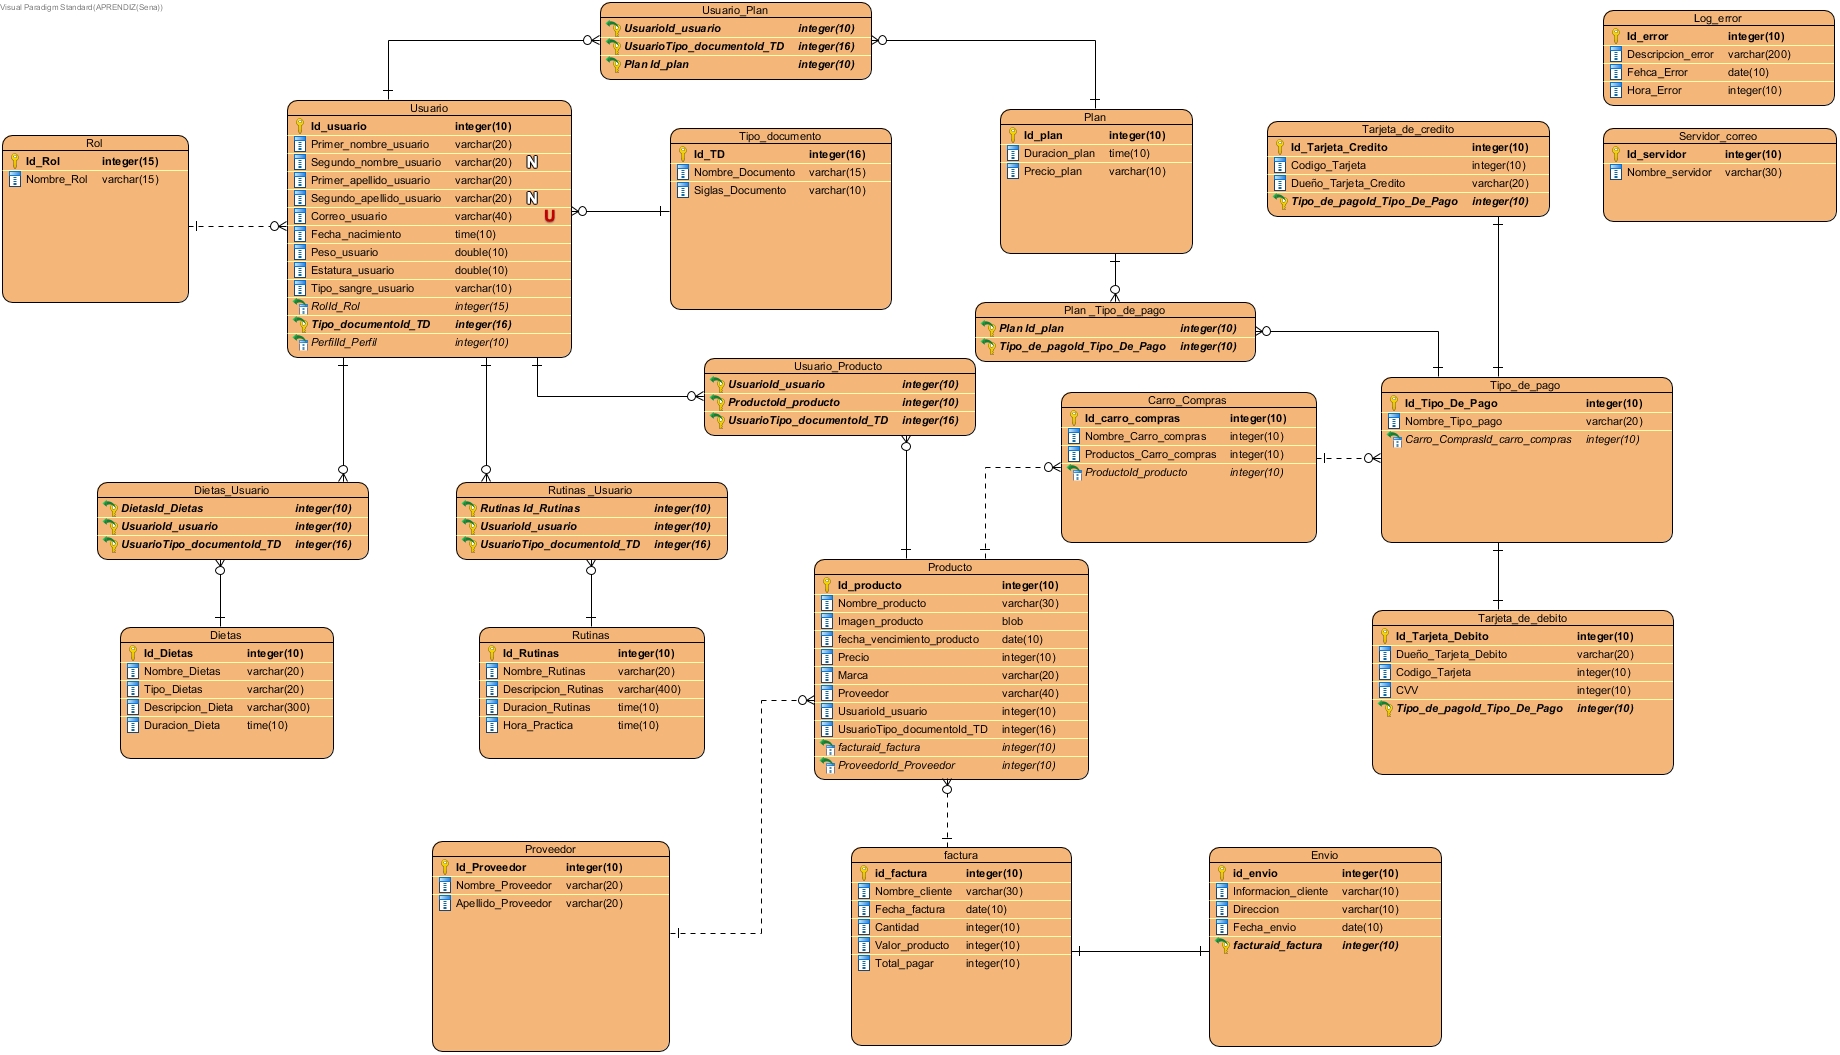 Visual Paradigm Standard(APRENDIZ(Sena))
Usuario_Plan
UsuarioId_usuario integer(10)
UsuarioTipo_documentoId_TD integer(16)
Plan Id_plan integer(10)
Log_error
Id_error integer(10)
Descripcion_error varchar(200)
Fehca_Error date(10)
Hora_Error integer(10)
Usuario
Id_usuario integer(10)
Primer_nombre_usuario varchar(20)
Segundo_nombre_usuario varchar(20) N
Primer_apellido_usuario varchar(20)
Segundo_apellido_usuario varchar(20) N
Correo_usuario varchar(40) U
Fecha_nacimiento time(10)
Peso_usuario double(10)
Estatura_usuario double(10)
Tipo_sangre_usuario varchar(10)
RolId_Rol integer(15)
Tipo_documentoId_TD integer(16)
PerfilId_Perfil integer(10)
Rol
Id_Rol integer(15)
Nombre_Rol varchar(15)
Tipo_documento
Id_TD integer(16)
Nombre_Documento varchar(15)
Siglas_Documento varchar(10)
Plan
Id_plan integer(10)
Duracion_plan time(10)
Precio_plan varchar(10)
Tarjeta_de_credito
Id_Tarjeta_Credito integer(10)
Codigo_Tarjeta integer(10)
Dueño_Tarjeta_Credito varchar(20)
Tipo_de_pagoId_Tipo_De_Pago integer(10)
Servidor_correo
Id_servidor integer(10)
Nombre_servidor varchar(30)
Plan _Tipo_de_pago
Plan Id_plan integer(10)
Tipo_de_pagoId_Tipo_De_Pago integer(10)
Usuario_Producto
UsuarioId_usuario integer(10)
ProductoId_producto integer(10)
UsuarioTipo_documentoId_TD integer(16)
Carro_Compras
Id_carro_compras integer(10)
Nombre_Carro_compras integer(10)
Productos_Carro_compras integer(10)
ProductoId_producto integer(10)
Tipo_de_pago
Id_Tipo_De_Pago integer(10)
Nombre_Tipo_pago varchar(20)
Carro_ComprasId_carro_compras integer(10)
Dietas_Usuario
DietasId_Dietas integer(10)
UsuarioId_usuario integer(10)
UsuarioTipo_documentoId_TD integer(16)
Rutinas _Usuario
Rutinas Id_Rutinas integer(10)
UsuarioId_usuario integer(10)
UsuarioTipo_documentoId_TD integer(16)
Producto
Id_producto integer(10)
Nombre_producto varchar(30)
Imagen_producto blob
fecha_vencimiento_producto date(10)
Precio integer(10)
Marca varchar(20)
Proveedor varchar(40)
UsuarioId_usuario integer(10)
UsuarioTipo_documentoId_TD integer(16)
facturaid_factura integer(10)
ProveedorId_Proveedor integer(10)
Tarjeta_de_debito
Id_Tarjeta_Debito integer(10)
Dueño_Tarjeta_Debito varchar(20)
Codigo_Tarjeta integer(10)
CVV integer(10)
Tipo_de_pagoId_Tipo_De_Pago integer(10)
Dietas
Id_Dietas integer(10)
Nombre_Dietas varchar(20)
Tipo_Dietas varchar(20)
Descripcion_Dieta varchar(300)
Duracion_Dieta time(10)
Rutinas
Id_Rutinas integer(10)
Nombre_Rutinas varchar(20)
Descripcion_Rutinas varchar(400)
Duracion_Rutinas time(10)
Hora_Practica time(10)
Proveedor
Id_Proveedor integer(10)
Nombre_Proveedor varchar(20)
Apellido_Proveedor varchar(20)
factura
id_factura integer(10)
Nombre_cliente varchar(30)
Fecha_factura date(10)
Cantidad integer(10)
Valor_producto integer(10)
Total_pagar integer(10)
Envio
id_envio integer(10)
Informacion_cliente varchar(10)
Direccion varchar(10)
Fecha_envio date(10)
facturaid_factura integer(10)